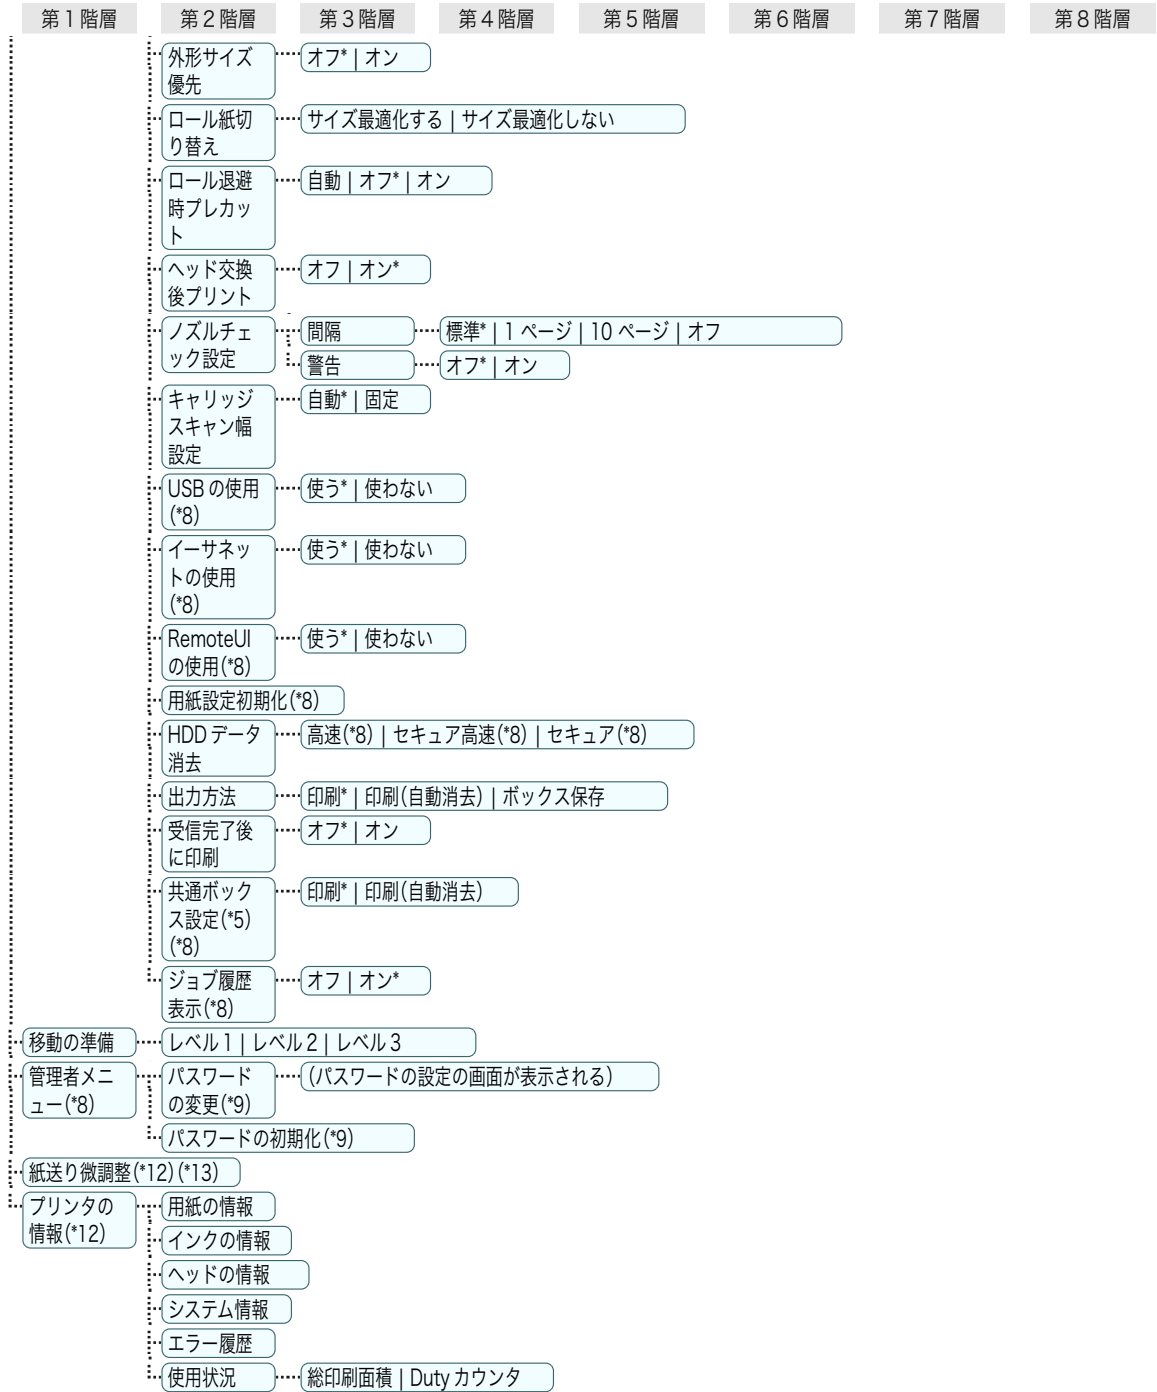 第1階層 第2階層 第3階層 第4階層 第5階層 第6階層 第7階層 第8階層
外形サイズ
優先
オフ* | オン
ロール紙切
り替え
サイズ最適化する | サイズ最適化しない
ロール退避
時プレカッ
ト
自動 | オフ* | オン
ヘッド交換
後プリント
オフ | オン*
ノズルチェ
ック設定
間隔
標準* | 1 ページ | 10 ページ | オフ
警告
オフ* | オン
キャリッジ
スキャン幅
設定
自動* | 固定
USB の使用
(*8)
使う* | 使わない
イーサネッ
トの使用
(*8)
使う* | 使わない
RemoteUI
の使用(*8)
使う* | 使わない
用紙設定初期化(*8)
HDD データ
消去
高速(*8) | セキュア高速(*8) | セキュア(*8)
出力方法
印刷* | 印刷(自動消去) | ボックス保存
受信完了後
に印刷
オフ* | オン
共通ボック
ス設定(*5)
(*8)
印刷* | 印刷(自動消去)
ジョブ履歴
表示(*8)
オフ | オン*
移動の準備
レベル1 | レベル2 | レベル3
管理者メニ
ュー(*8)
パスワード
の変更(*9)
(パスワードの設定の画面が表示される)
パスワードの初期化(*9)
紙送り微調整(*12)(*13)
プリンタの
情報(*12)
用紙の情報
インクの情報
ヘッドの情報
システム情報
エラー履歴
使用状況
総印刷面積 | Duty カウンタ